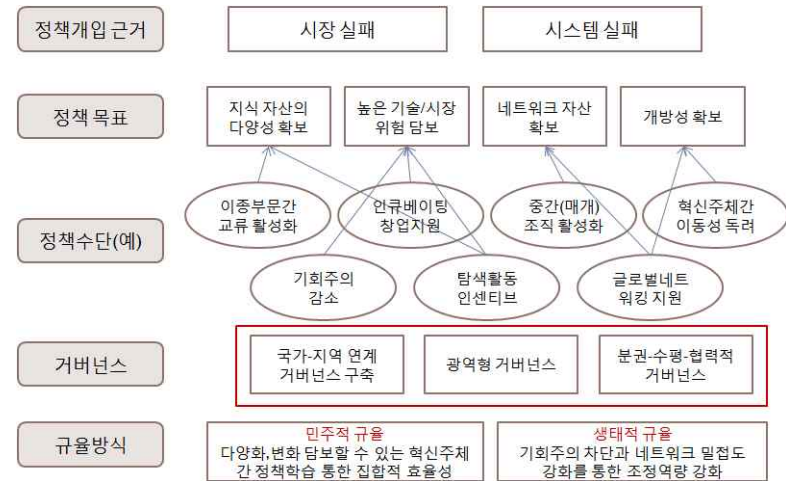 정책개입 근거
시장 실패
시스템 실패
정책 목표
지식 자산의
다양성 확보
높은 기술/시장
위험 담보
네트워크 자산
확보
개방성 확보
정책수단(예)
이종부문간
교류 활성화
인큐베이팅
창업지원
중간(매개)
조직 활성화
혁신주체간
이동성 독려
기회주의
감소
탐색활동
인센티브
글로벌네트
워킹 지원
거버넌스
국가-지역 연계
거버넌스 구축
광역형 거버넌스
분권-수평-협력적
거버넌스
규율방식
민주적 규율
다양화,변화 담보할 수 있는 혁신주체
간 정책학습 통한 집합적 효율성
생태적 규율
기회주의 차단과 네트워크 밀접도
강화를 통한 조정역량 강화